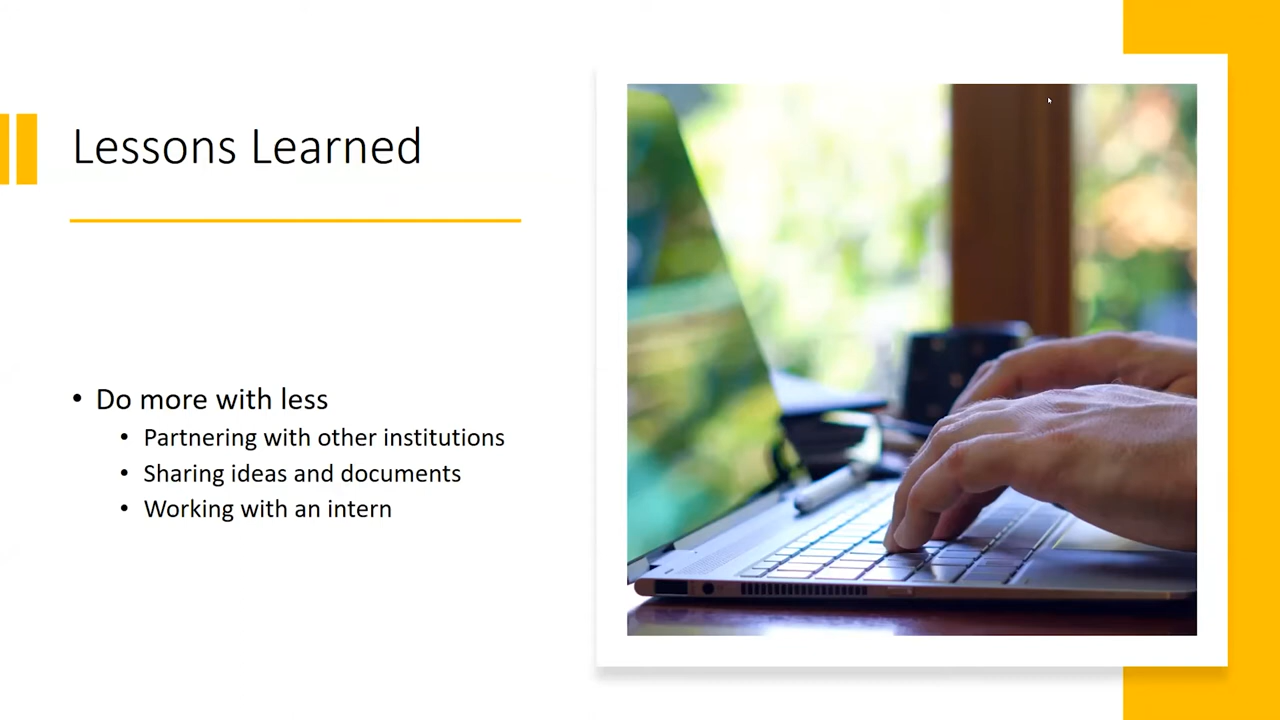 Lessons Learned
• Do more with less
• Partnering with other institutions
• Sharing ideas and documents
• Working with an intern